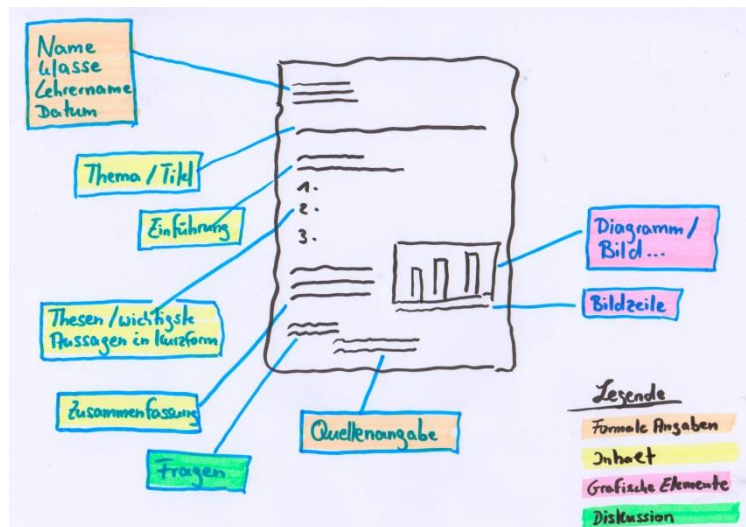 Name
Klasse
Lehrername
Datum
Thema / Titel
Einführung
1.
2.
3.
Diagramm /
Bild...
Bildzeile
Thesen / wichtigste
Aussagen in Kurzform
Zusammenfassung
Fragen
Quellenangabe
Legende
Formale Angaben
Inhalt
Grafische Elemente
Diskussion